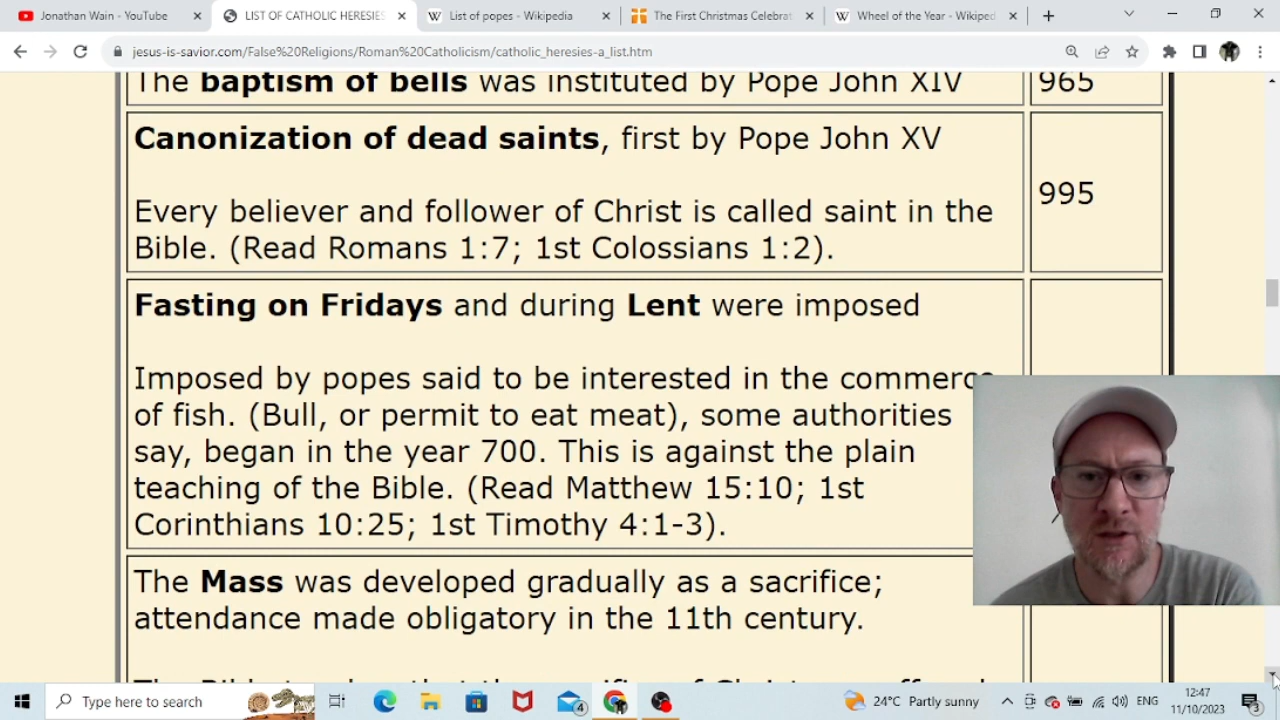 Jonathan Wain - YouTube
LIST OF CATHOLIC HERESIES
List of popes - Wikipedia
The First Christmas Celebrat
Wheel of the Year - Wikiped
jesus-is-savior.com/False%20Religions/Roman%20Catholicism/catholic_heresies-a_list.htm
The baptism of bells was instituted by Pope John XIV
965
Canonization of dead saints, first by Pope John XV
Every believer and follower of Christ is called saint in the
Bible. (Read Romans 1:7; 1st Colossians 1:2).
995
Fasting on Fridays and during Lent were imposed
Imposed by popes said to be interested in the commerce
of fish. (Bull, or permit to eat meat), some authorities
say, began in the year 700. This is against the plain
teaching of the Bible. (Read Matthew 15:10; 1st
Corinthians 10:25; 1st Timothy 4:1-3).
The Mass was developed gradually as a sacrifice;
attendance made obligatory in the 11th century.
Type here to search
4
24°C Partly sunny
ENG
12:47
11/10/2023
3